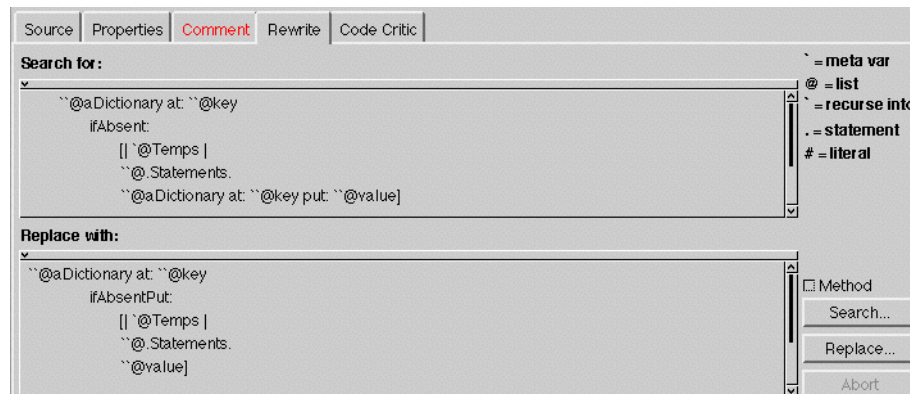 Source Properties Comment Rewrite Code Critic
Search for:
``@aDictionary at: ``@key
ifAbsent:
[| `@Temps |
``@.Statements.
``@aDictionary at: ``@key put: ``@value]
` = meta var
@ = list
` = recurse into
. = statement
# = literal
Replace with:
``@aDictionary at: ``@key
ifAbsentPut:
[| `@Temps |
``@.Statements.
``@value]
Method
Search...
Replace...
Abort